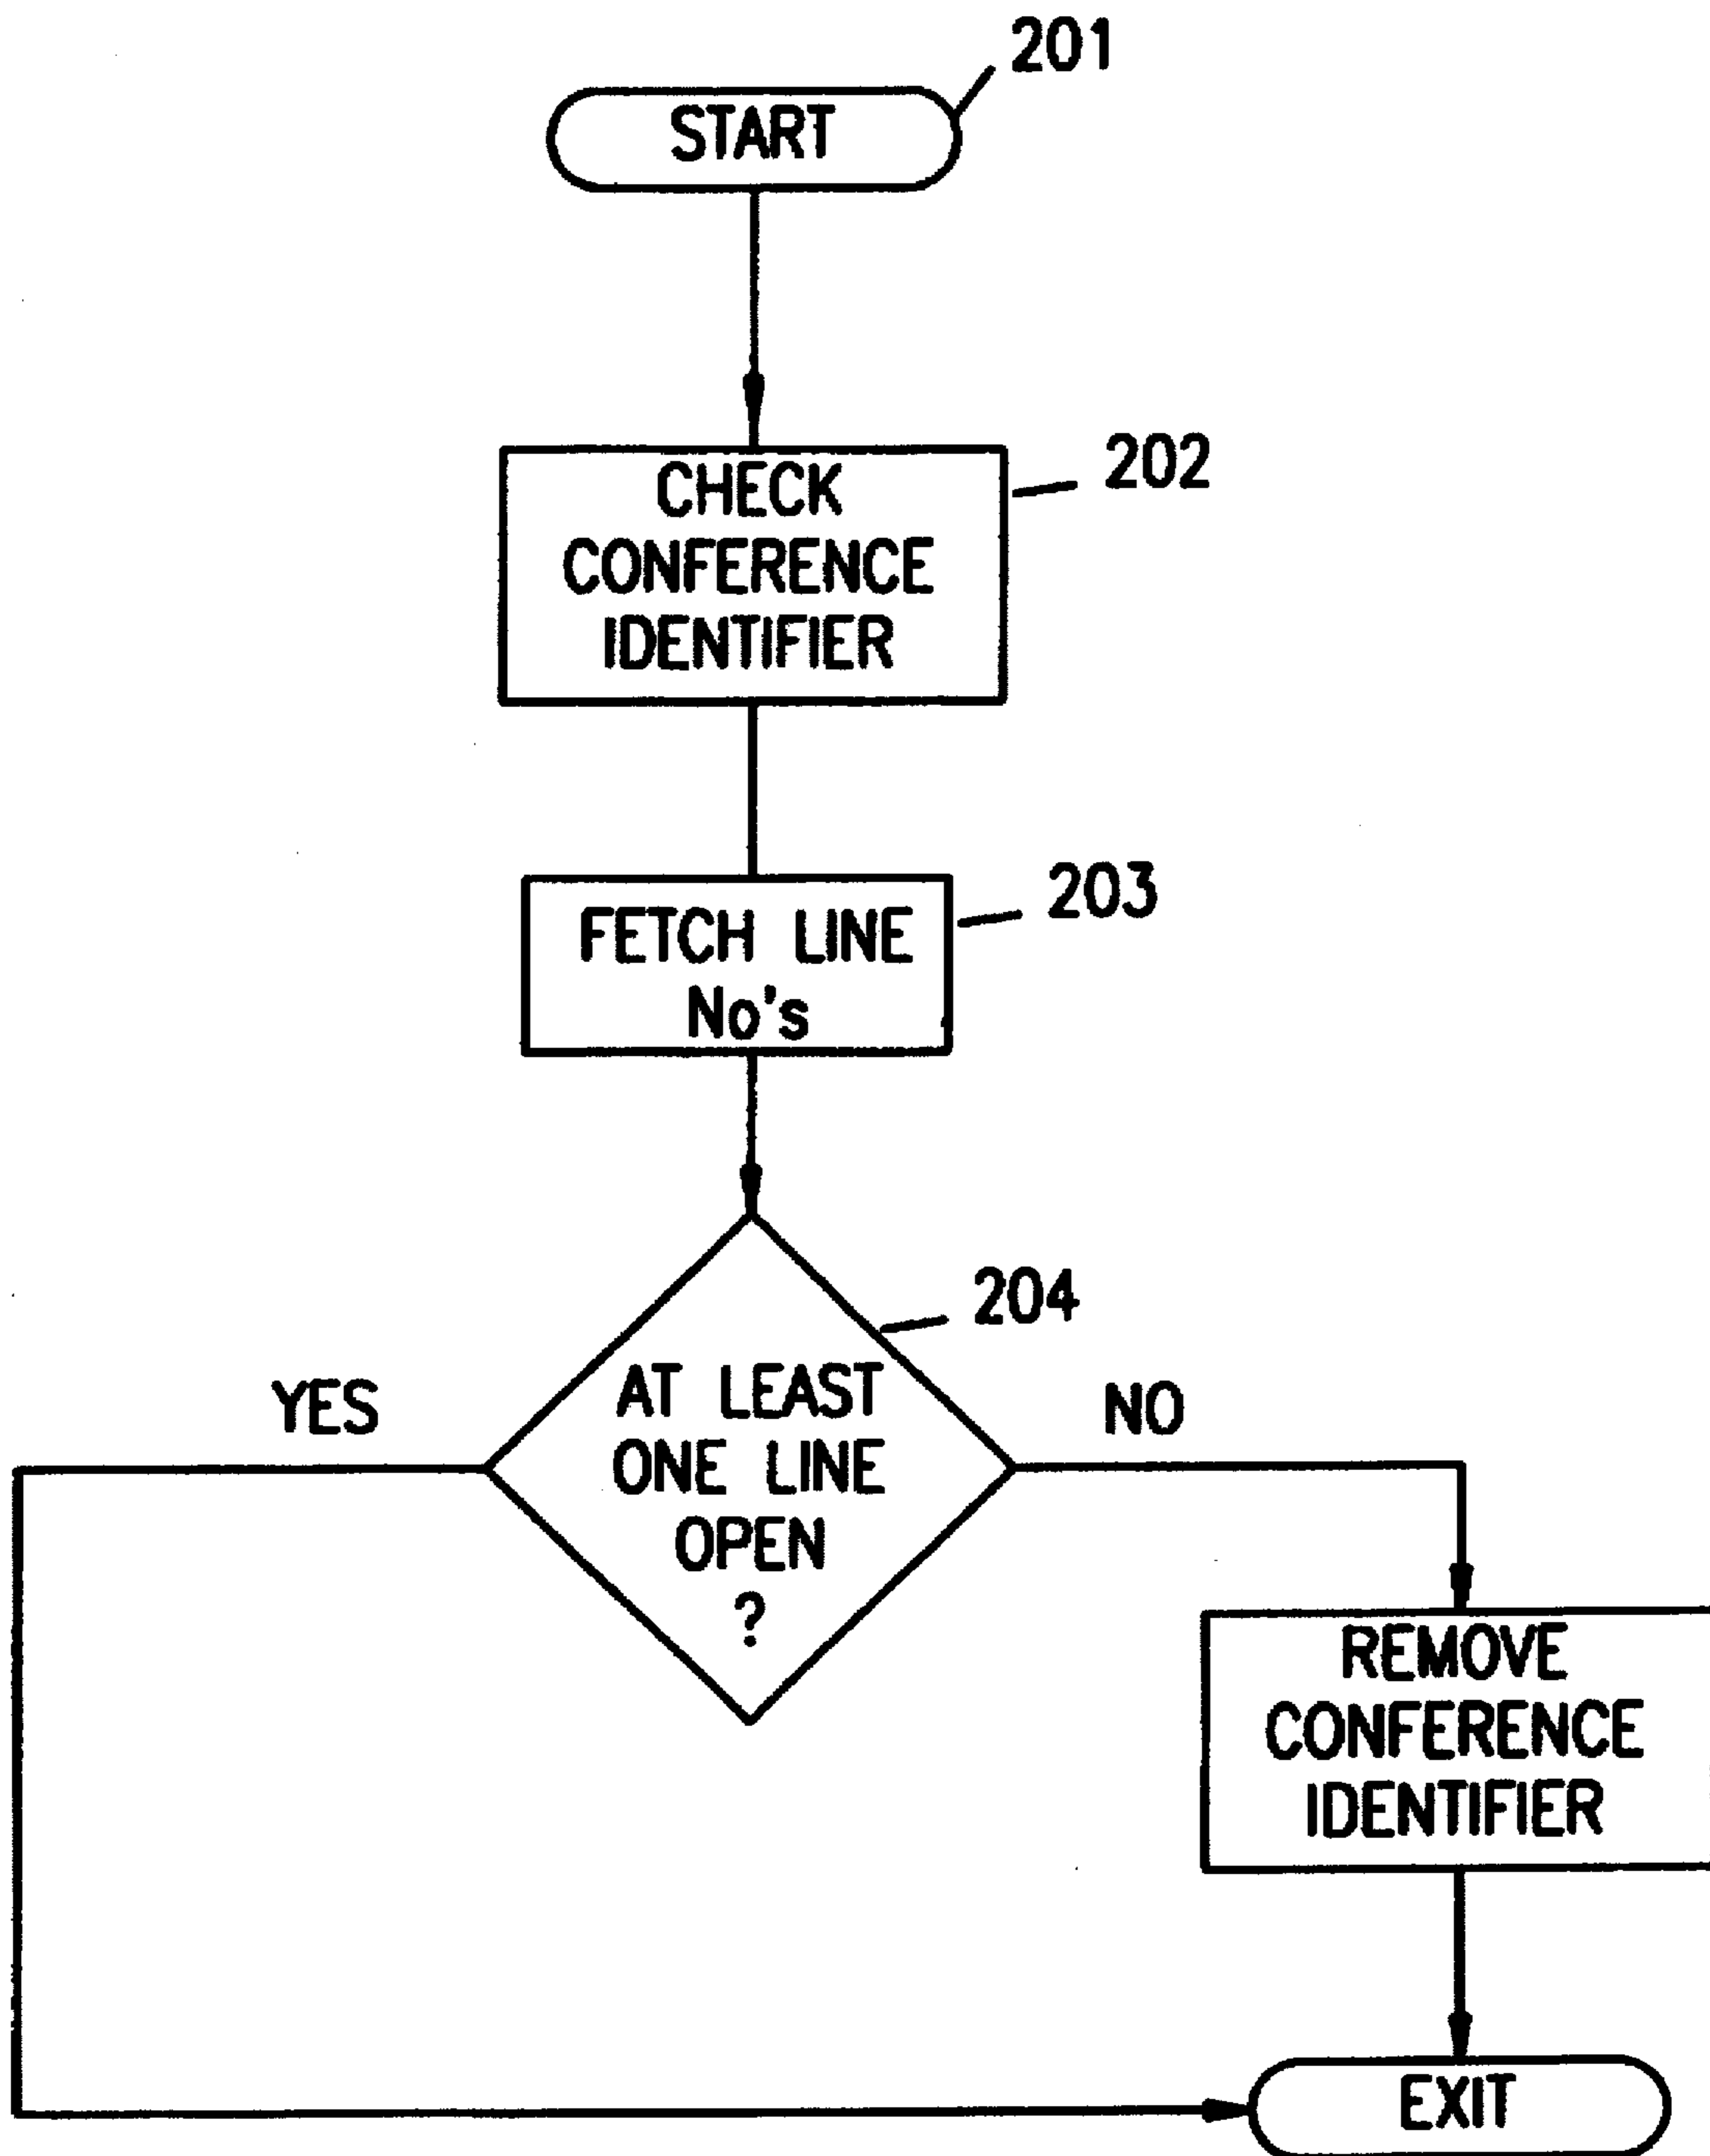 201
START
202
CHECK
CONFERENCE
IDENTIFIER
203
FETCH LINE
No's
204
AT LEAST
ONE LINE
OPEN
?
YES
NO
REMOVE
CONFERENCE
IDENTIFIER
EXIT